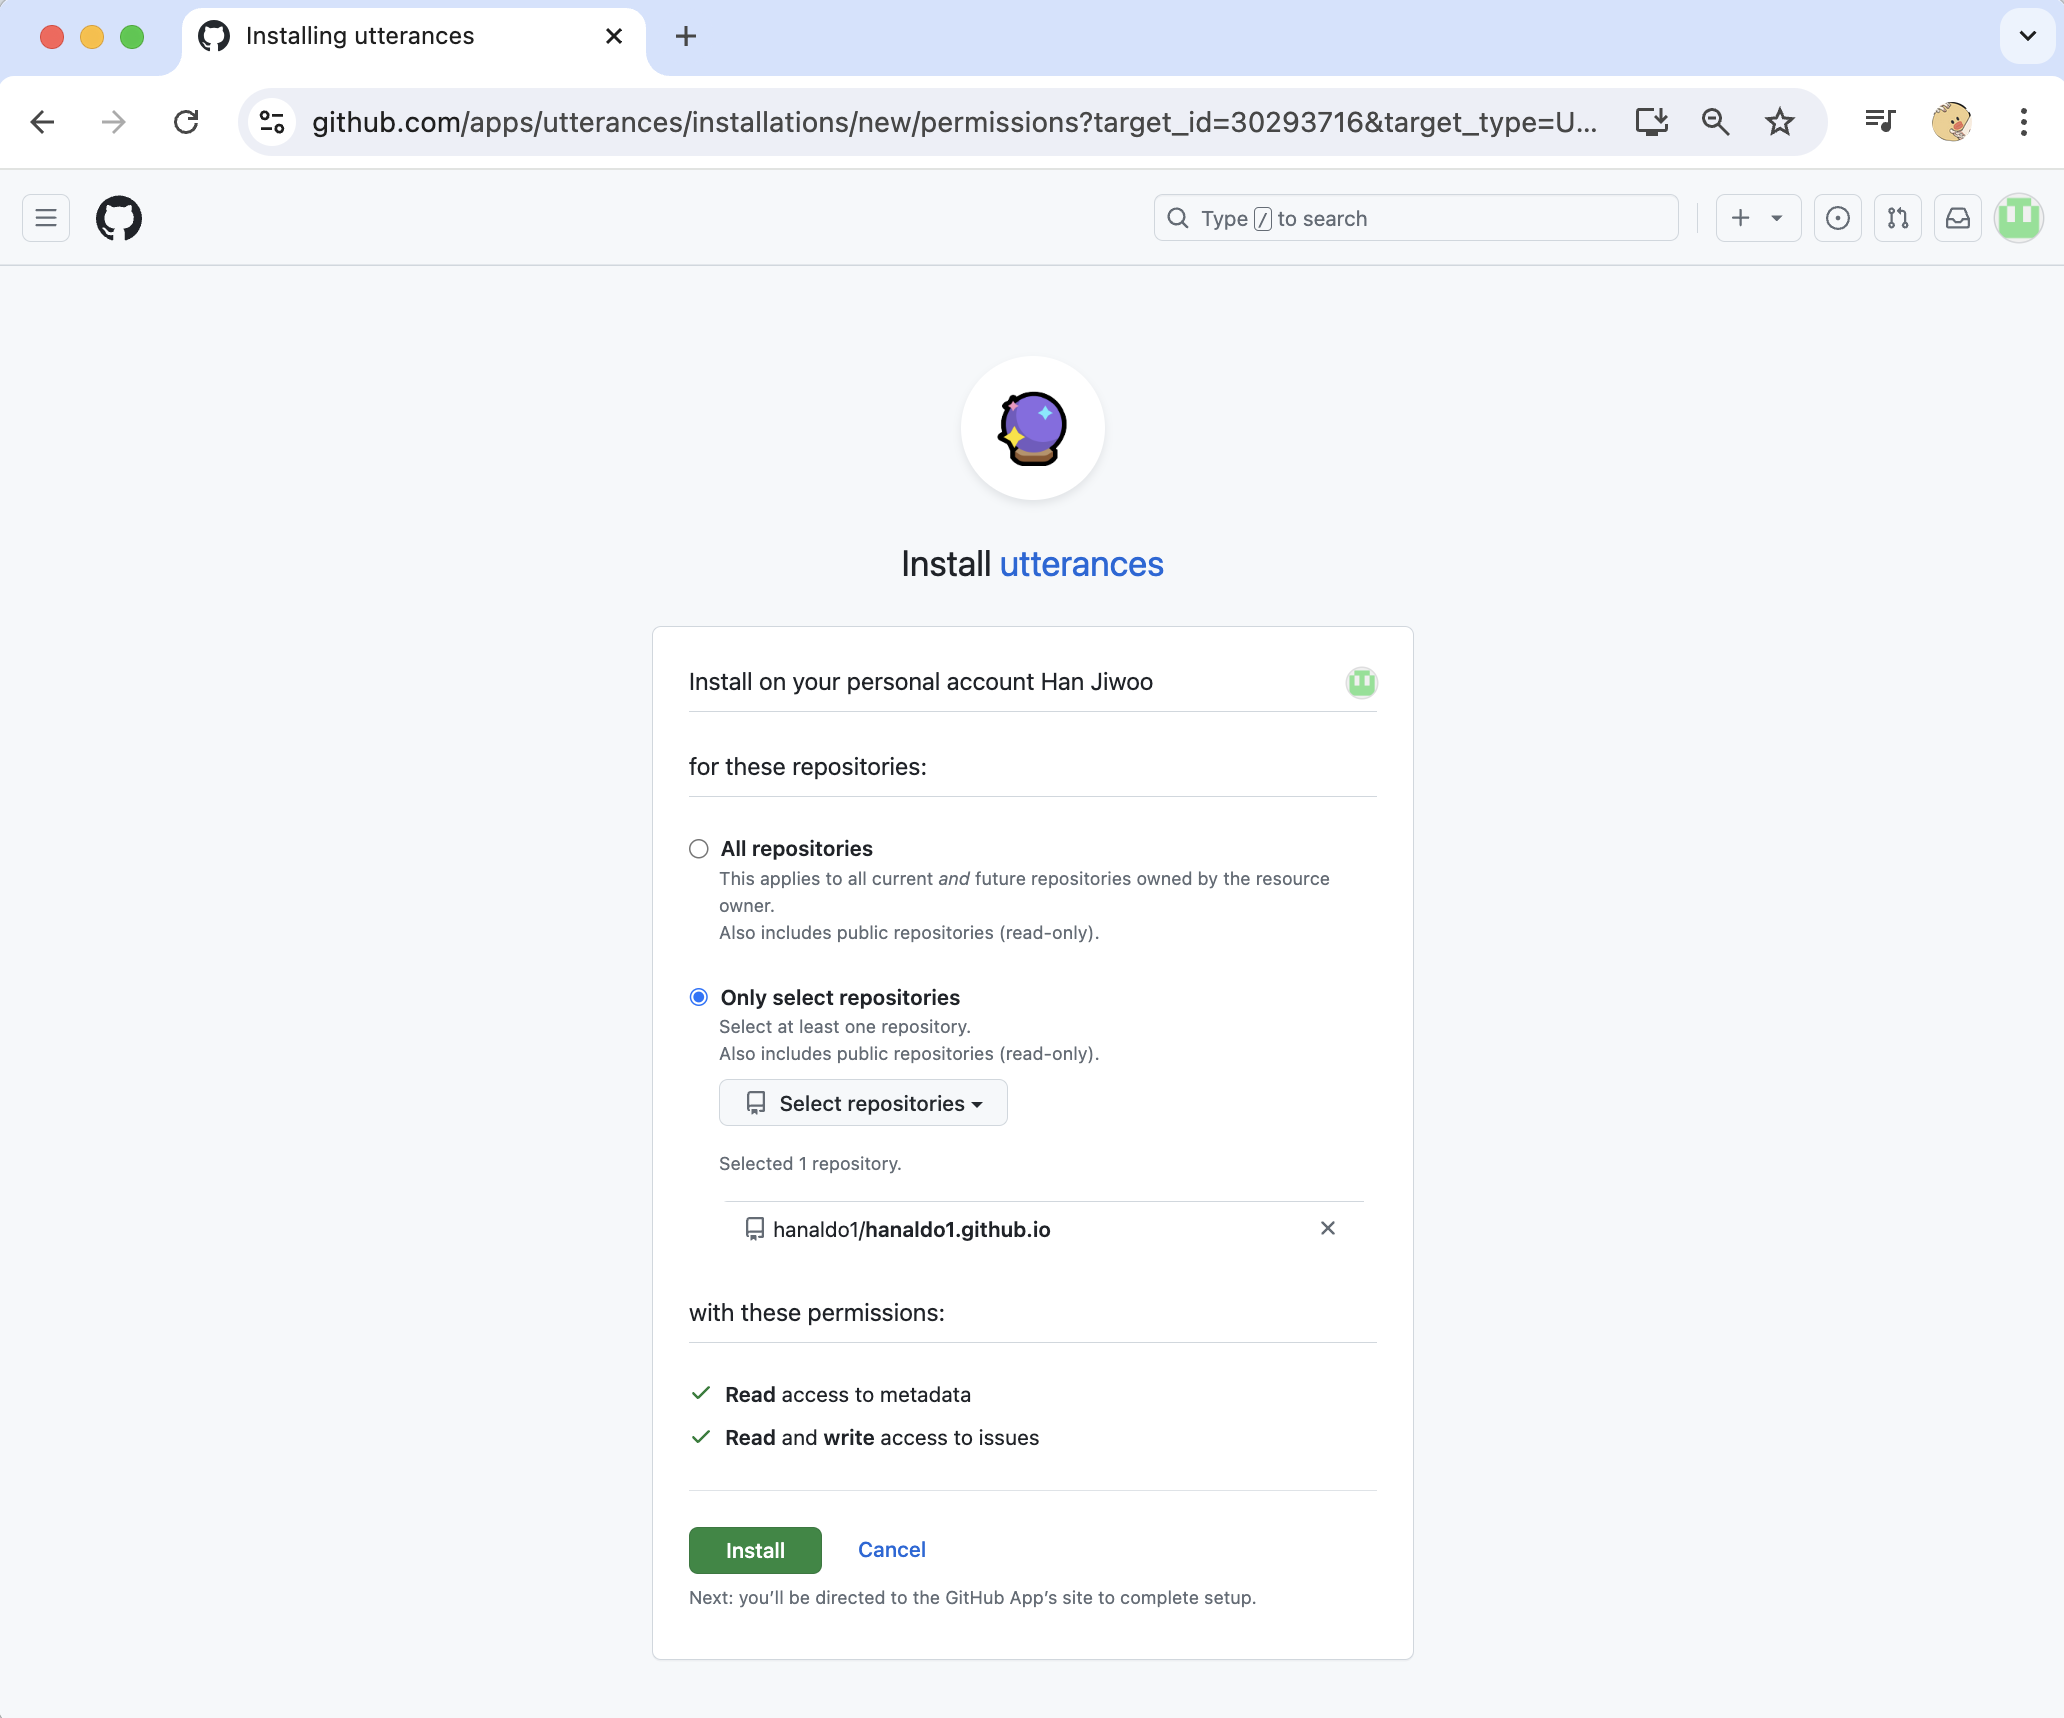 Installing utterances
github.com/apps/utterances/installations/new/permissions?target_id=30293716&target_type=U...
Type / to search
Install utterances
Install on your personal account Han Jiwoo
for these repositories:
All repositories
This applies to all current and future repositories owned by the resource
owner.
Also includes public repositories (read-only).
Only select repositories
Select at least one repository.
Also includes public repositories (read-only).
Select repositories
Selected 1 repository.
hanaldo1/hanaldo1.github.io
with these permissions:
Read access to metadata
Read and write access to issues
Install Cancel
Next: you’ll be directed to the GitHub App’s site to complete setup.